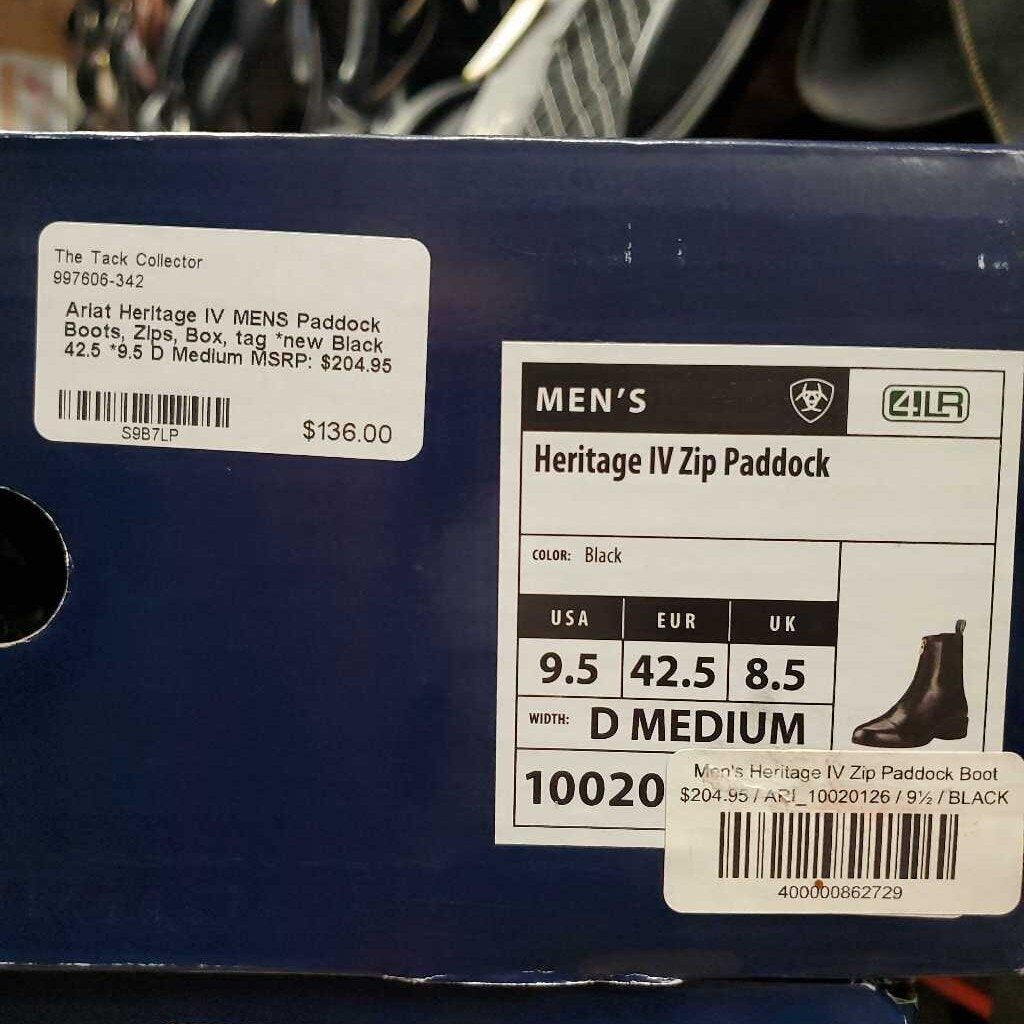 The Tack Collector
997606-342
Ariat Heritage IV MENS Paddock
Boots, Zips, Box, tag *new Black
42.5 *9.5 D Medium MSRP: $204.95
S9B7LP
$136.00
MEN'S
4LR
Heritage IV Zip Paddock
COLOR: Black
USA EUR UK
9.5 42.5 8.5
WIDTH: D MEDIUM
10020
Men's Heritage IV Zip Paddock Boot
$204.95 / ARI_10020126 / 9½ / BLACK
400000862729